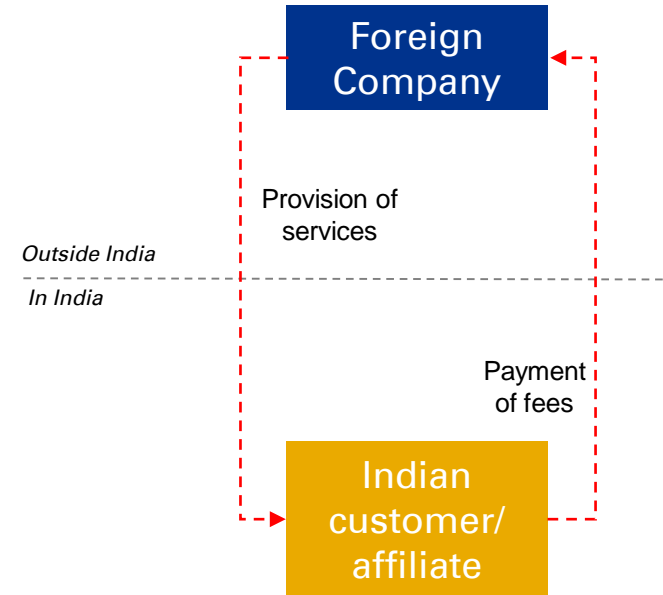 Foreign
Company
Provision of
services
Outside India
In India
Payment
of fees
Indian
customer/
affiliate